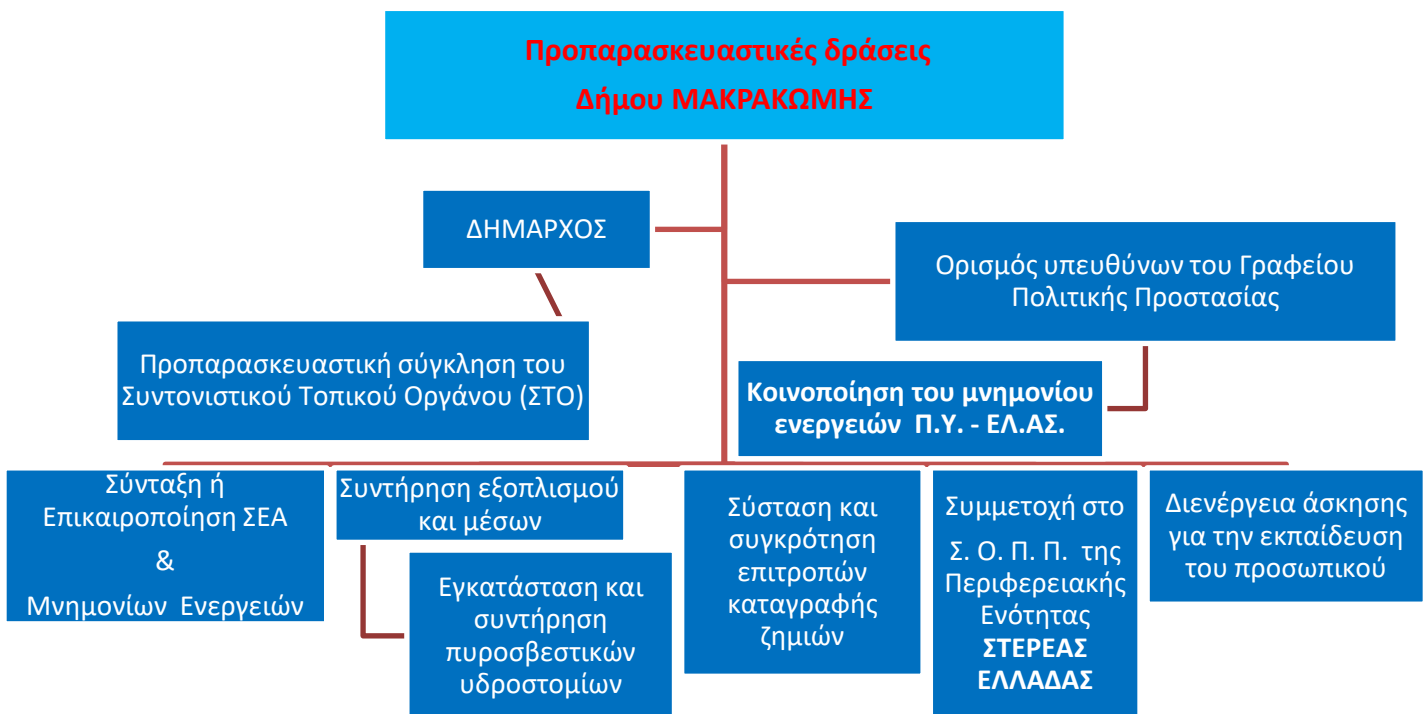 Προπαρασκευαστικές δράσεις
Δήμου ΜΑΚΡΑΚΩΜΗΣ
ΔΗΜΑΡΧΟΣ
Ορισμός υπευθύνων του Γραφείου
Πολιτικής Προστασίας
Προπαρασκευαστική σύγκληση του
Συντονιστικού Τοπικού Οργάνου (ΣΤΟ)
Κοινοποίηση του μνημονίου
ενεργειών Π.Υ. - ΕΛ.ΑΣ.
Σύνταξη ή
Επικαιροποίηση ΣΕΑ
&
Μνημονίων Ενεργειών
Συντήρηση εξοπλισμού
και μέσων
Εγκατάσταση και
συντήρηση
πυροσβεστικών
υδροστομίων
Σύσταση και
συγκρότηση
επιτροπών
καταγραφής
ζημιών
Συμμετοχή στο
Σ. Ο. Π. Π. της
Περιφερειακής
Ενότητας
ΣΤΕΡΕΑΣ
ΕΛΛΑΔΑΣ
Διενέργεια άσκησης
για την εκπαίδευση
του προσωπικού